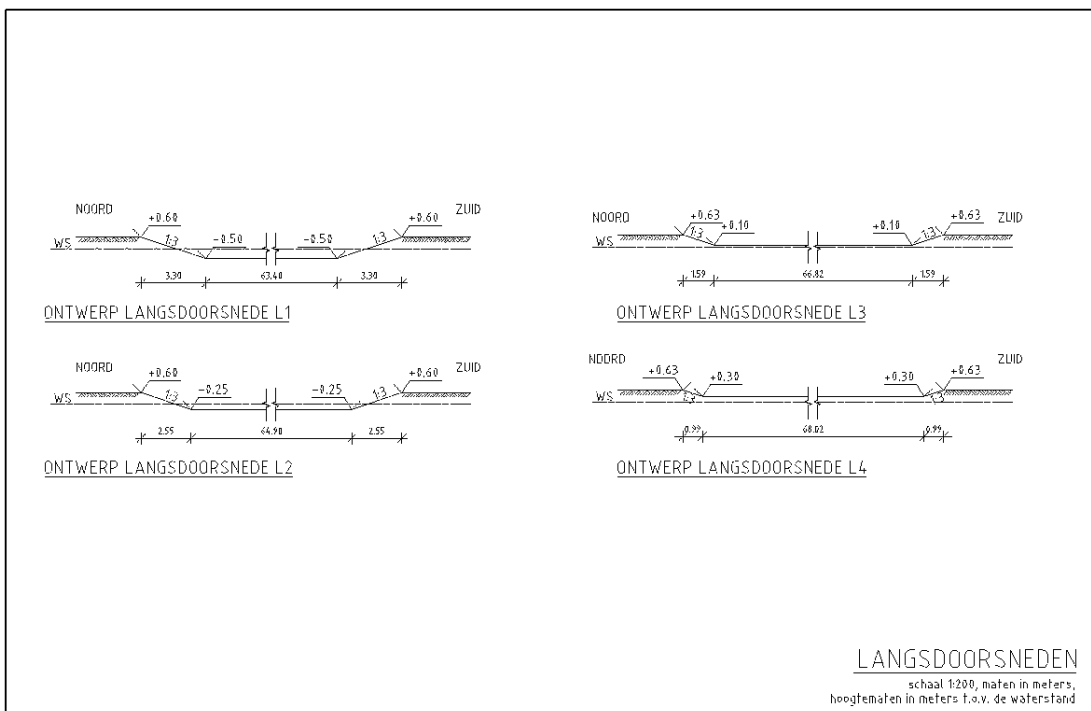 NOORD +0.60 +0.60 ZUID
WS 1:3 -0.50 -0.50 1:3
3.30 63.40 3.30
ONTWERP LANGSDOORSNEDE L1
NOORD +0.63 +0.63 ZUID
WS 1:3 +0.10 +0.10 1:3
1.59 66.82 1.59
ONTWERP LANGSDOORSNEDE L3
NOORD +0.60 +0.60 ZUID
WS 1:3 -0.25 -0.25 1:3
2.55 64.90 2.55
ONTWERP LANGSDOORSNEDE L2
NOORD +0.63 +0.30 +0.30 +0.63 ZUID
WS 1:3 1:3
0.99 68.02 0.99
ONTWERP LANGSDOORSNEDE L4
LANGSDOORSNEDEN
schaal 1:200, maten in meters,
hoogtematen in meters t.o.v. de waterstand